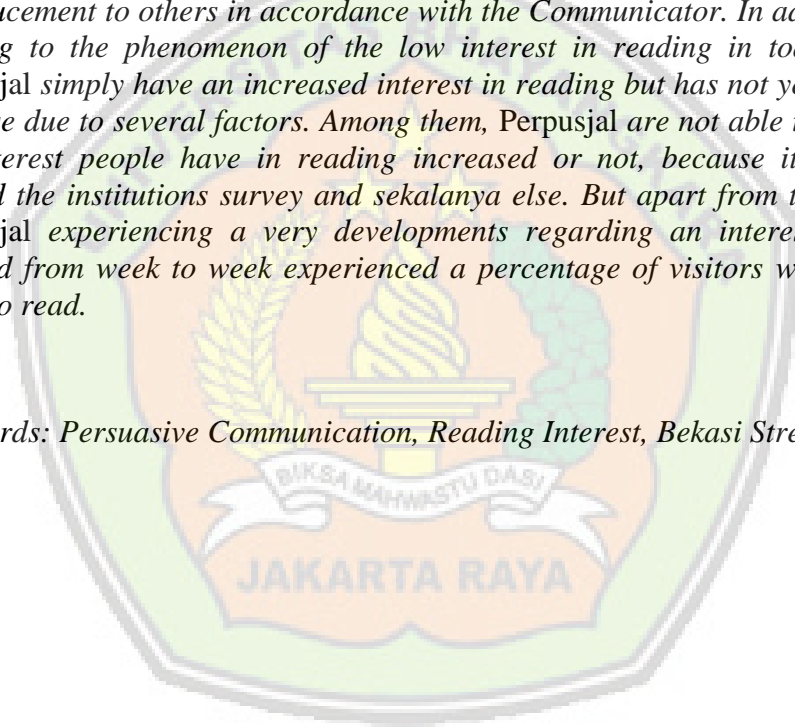 ucement to others in accordance with the Communicator. In ad
g to the phenomenon of the low interest in reading in to
jal simply have an increased interest in reading but has not y
e due to several factors. Among them, Perpusjal are not able
terest people have in reading increased or not, because it
d the institutions survey and sekalanya else. But apart from t
jal experiencing a very developments regarding an intere
d from week to week experienced a percentage of visitors w
o read.
rds: Persuasive Communication, Reading Interest, Bekasi Stre
UNIVERSITAS BHAYANGKARA
BIKSA MAHWASTU DASI
JAKARTA RAYA